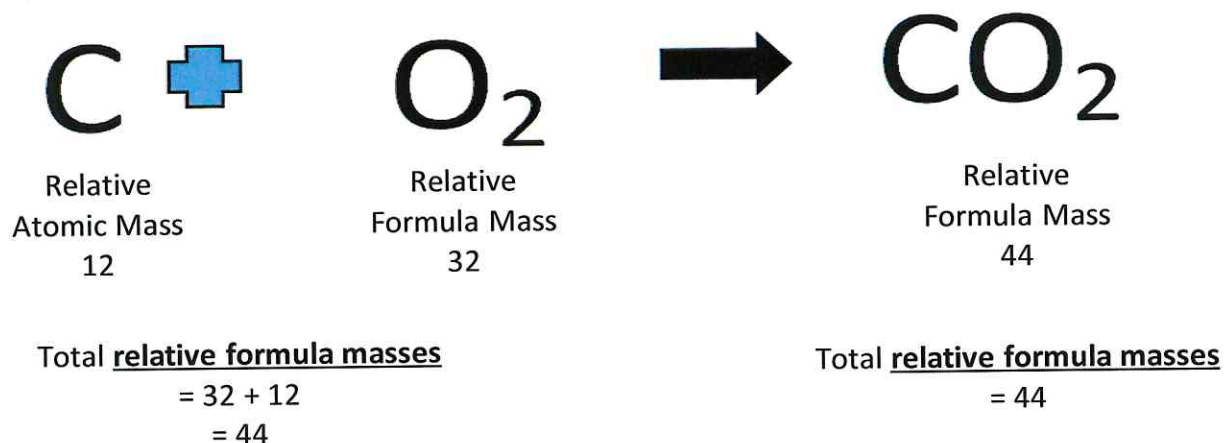 C O₂ CO₂
Relative
Atomic Mass
12
Relative
Formula Mass
32
Relative
Formula Mass
44
Total relative formula masses
= 32 + 12
= 44
Total relative formula masses
= 44